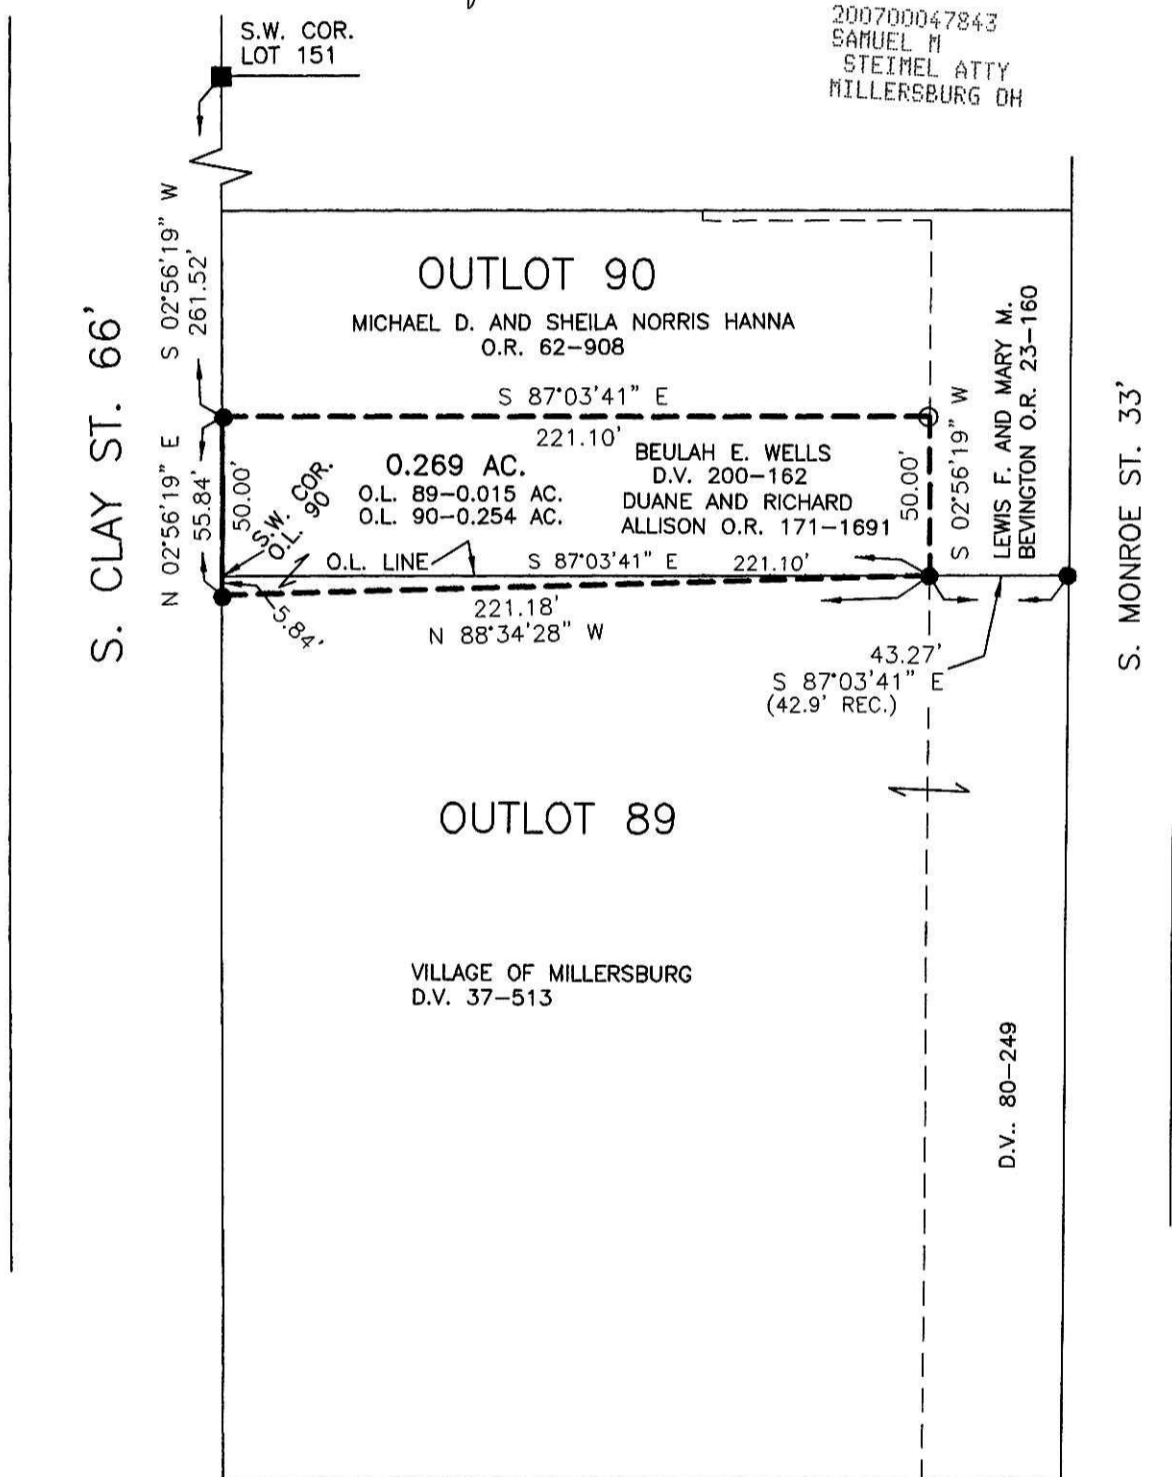 200700047843
SAMUEL M
STEIMEL ATTY
MILLERSBURG OH
S.W. COR.
LOT 151
S 02°56'19" W
261.52'
OUTLOT 90
MICHAEL D. AND SHEILA NORRIS HANNA
O.R. 62-908
S. CLAY ST. 66'
S 87°03'41" E
221.10'
N 02°56'19" E
55.84'
50.00'
S.W. COR.
O.L. 90
0.269 AC.
O.L. 89-0.015 AC.
O.L. 90-0.254 AC.
BEULAH E. WELLS
D.V. 200-162
DUANE AND RICHARD
ALLISON O.R. 171-1691
50.00'
S 02°56'19" W
LEWIS F. AND MARY M.
BEVINGTON O.R. 23-160
S. MONROE ST. 33'
O.L. LINE
S 87°03'41" E 221.10'
5.84'
221.18'
N 88°34'28" W
43.27'
S 87°03'41" E
(42.9' REC.)
OUTLOT 89
VILLAGE OF MILLERSBURG
D.V. 37-513
D.V.. 80-249